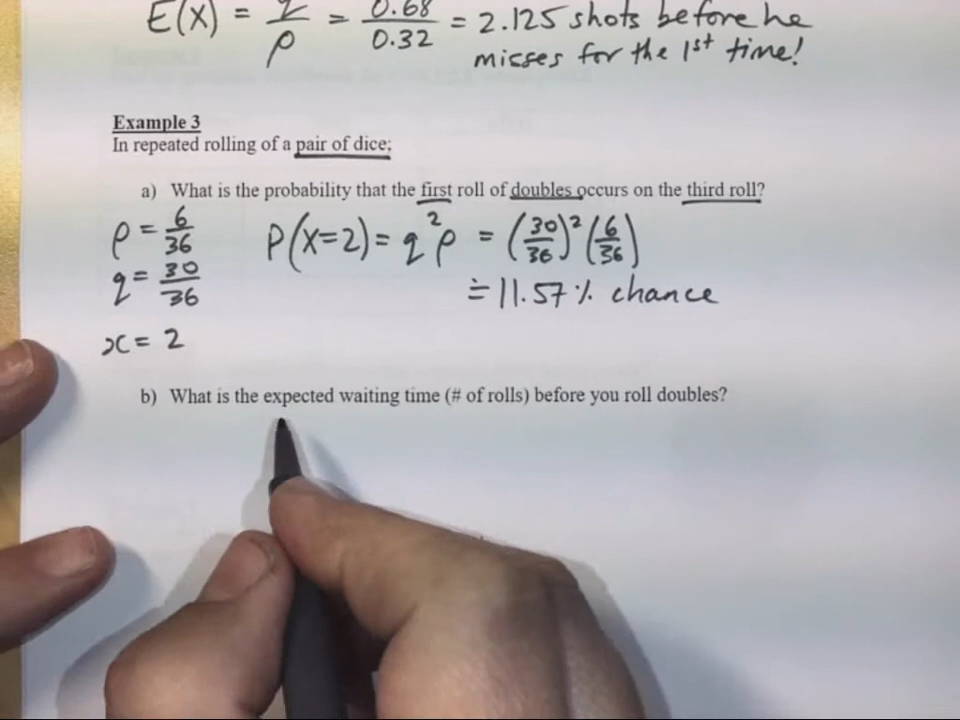 E(X) = q/p = 0.68/0.32 = 2.125 shots before he
misses for the 1st time!
Example 3
In repeated rolling of a pair of dice;
a) What is the probability that the first roll of doubles occurs on the third roll?
p = 6/36 P(X=2) = q²p = (30/36)²(6/36)
q = 30/36 ≐ 11.57% chance
x = 2
b) What is the expected waiting time (# of rolls) before you roll doubles?